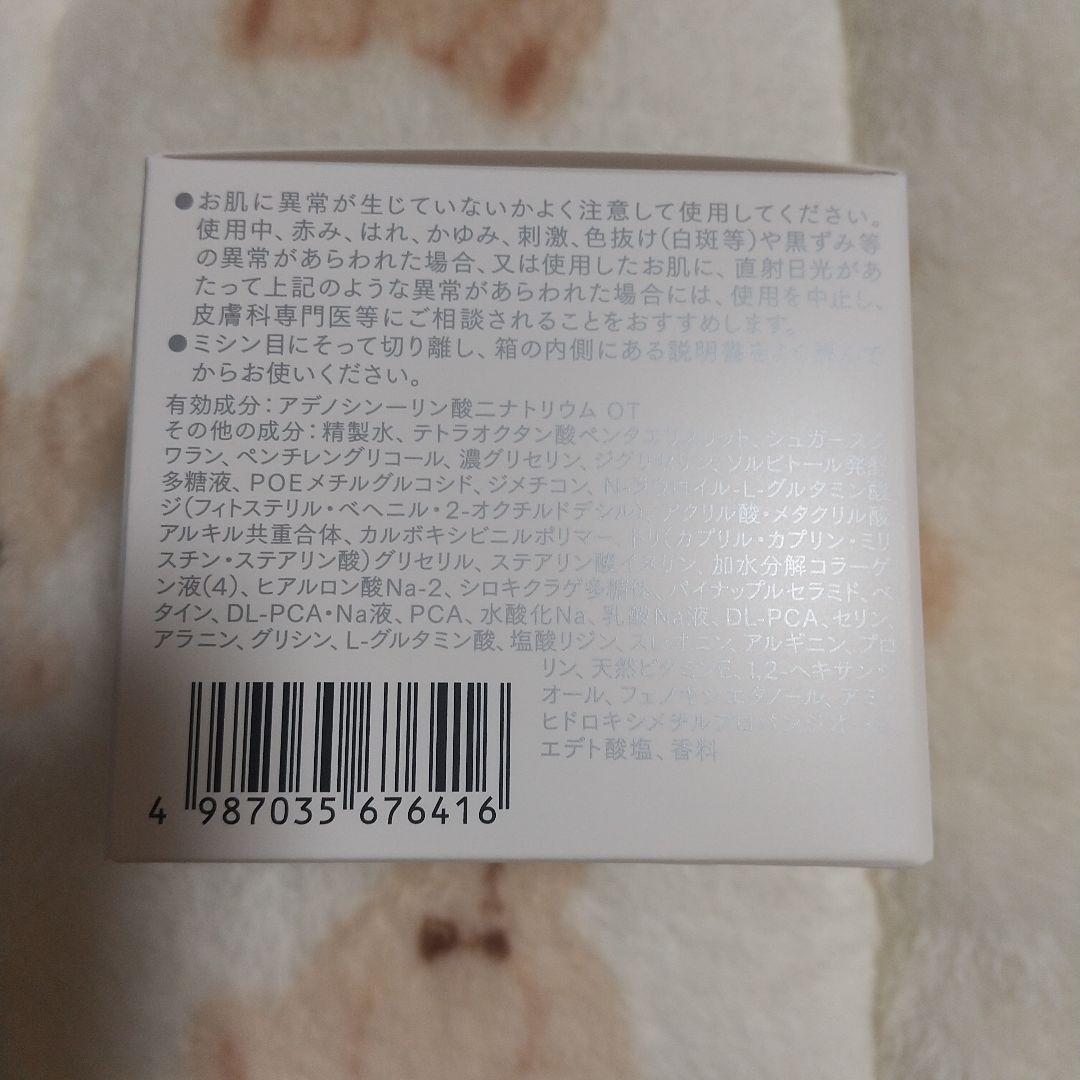 ●お肌に異常が生じていないかよく注意して使用してください。
使用中、赤み、はれ、かゆみ、刺激、色抜け(白斑等)や黒ずみ等
の異常があらわれた場合、又は使用したお肌に、直射日光があ
たって上記のような異常があらわれた場合には、使用を中止し、
皮膚科専門医等にご相談されることをおすすめします。
●ミシン目にそって切り離し、箱の内側にある説明書をよく読んで
からお使いください。
有効成分：アデノシン一リン酸二ナトリウム OT
その他の成分：精製水、テトラオクタン酸ペンタエリスリット、シュガースク
ワラン、ペンチレングリコール、濃グリセリン、ジグリセリン、ソルビトール発酵
多糖液、POEメチルグルコシド、ジメチコン、N-ラウロイル-L-グルタミン酸
ジ(フィトステリル・ベヘニル・2-オクチルドデシル)、アクリル酸・メタクリル酸
アルキル共重合体、カルボキシビニルポリマー、トリ(カプリル・カプリン・ミリ
スチン・ステアリン酸)グリセリル、ステアリン酸イヌリン、加水分解コラーゲ
ン液(4)、ヒアルロン酸Na-2、シロキクラゲ多糖体、パイナップルセラミド、ベ
タイン、DL-PCA・Na液、PCA、水酸化Na、乳酸Na液、DL-PCA、セリン、
アラニン、グリシン、L-グルタミン酸、塩酸リジン、スレオニン、アルギニン、プロ
リン、天然ビタミンE、1,2-ヘキサンジ
オール、フェノキシエタノール、アミノ
ヒドロキシメチルプロパンジオール、
エデト酸塩、香料
4 987035 676416